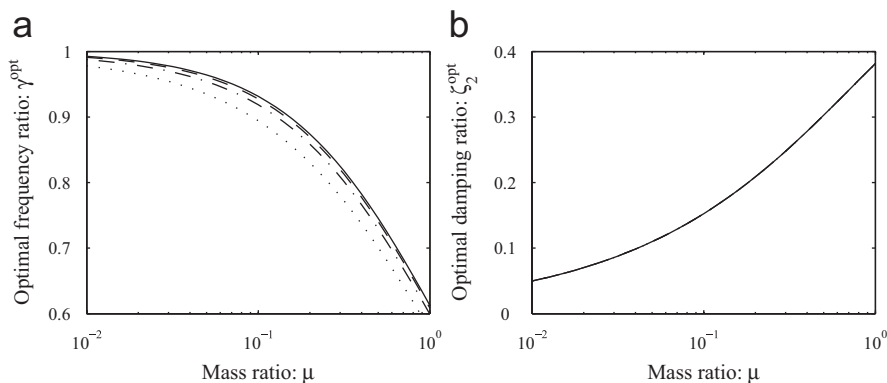 a
Optimal frequency ratio: γ^opt
1
0.9
0.8
0.7
0.6
10^−2
10^−1
10^0
Mass ratio: μ
b
Optimal damping ratio: ζ_2^opt
0.4
0.3
0.2
0.1
0
10^−2
10^−1
10^0
Mass ratio: μ